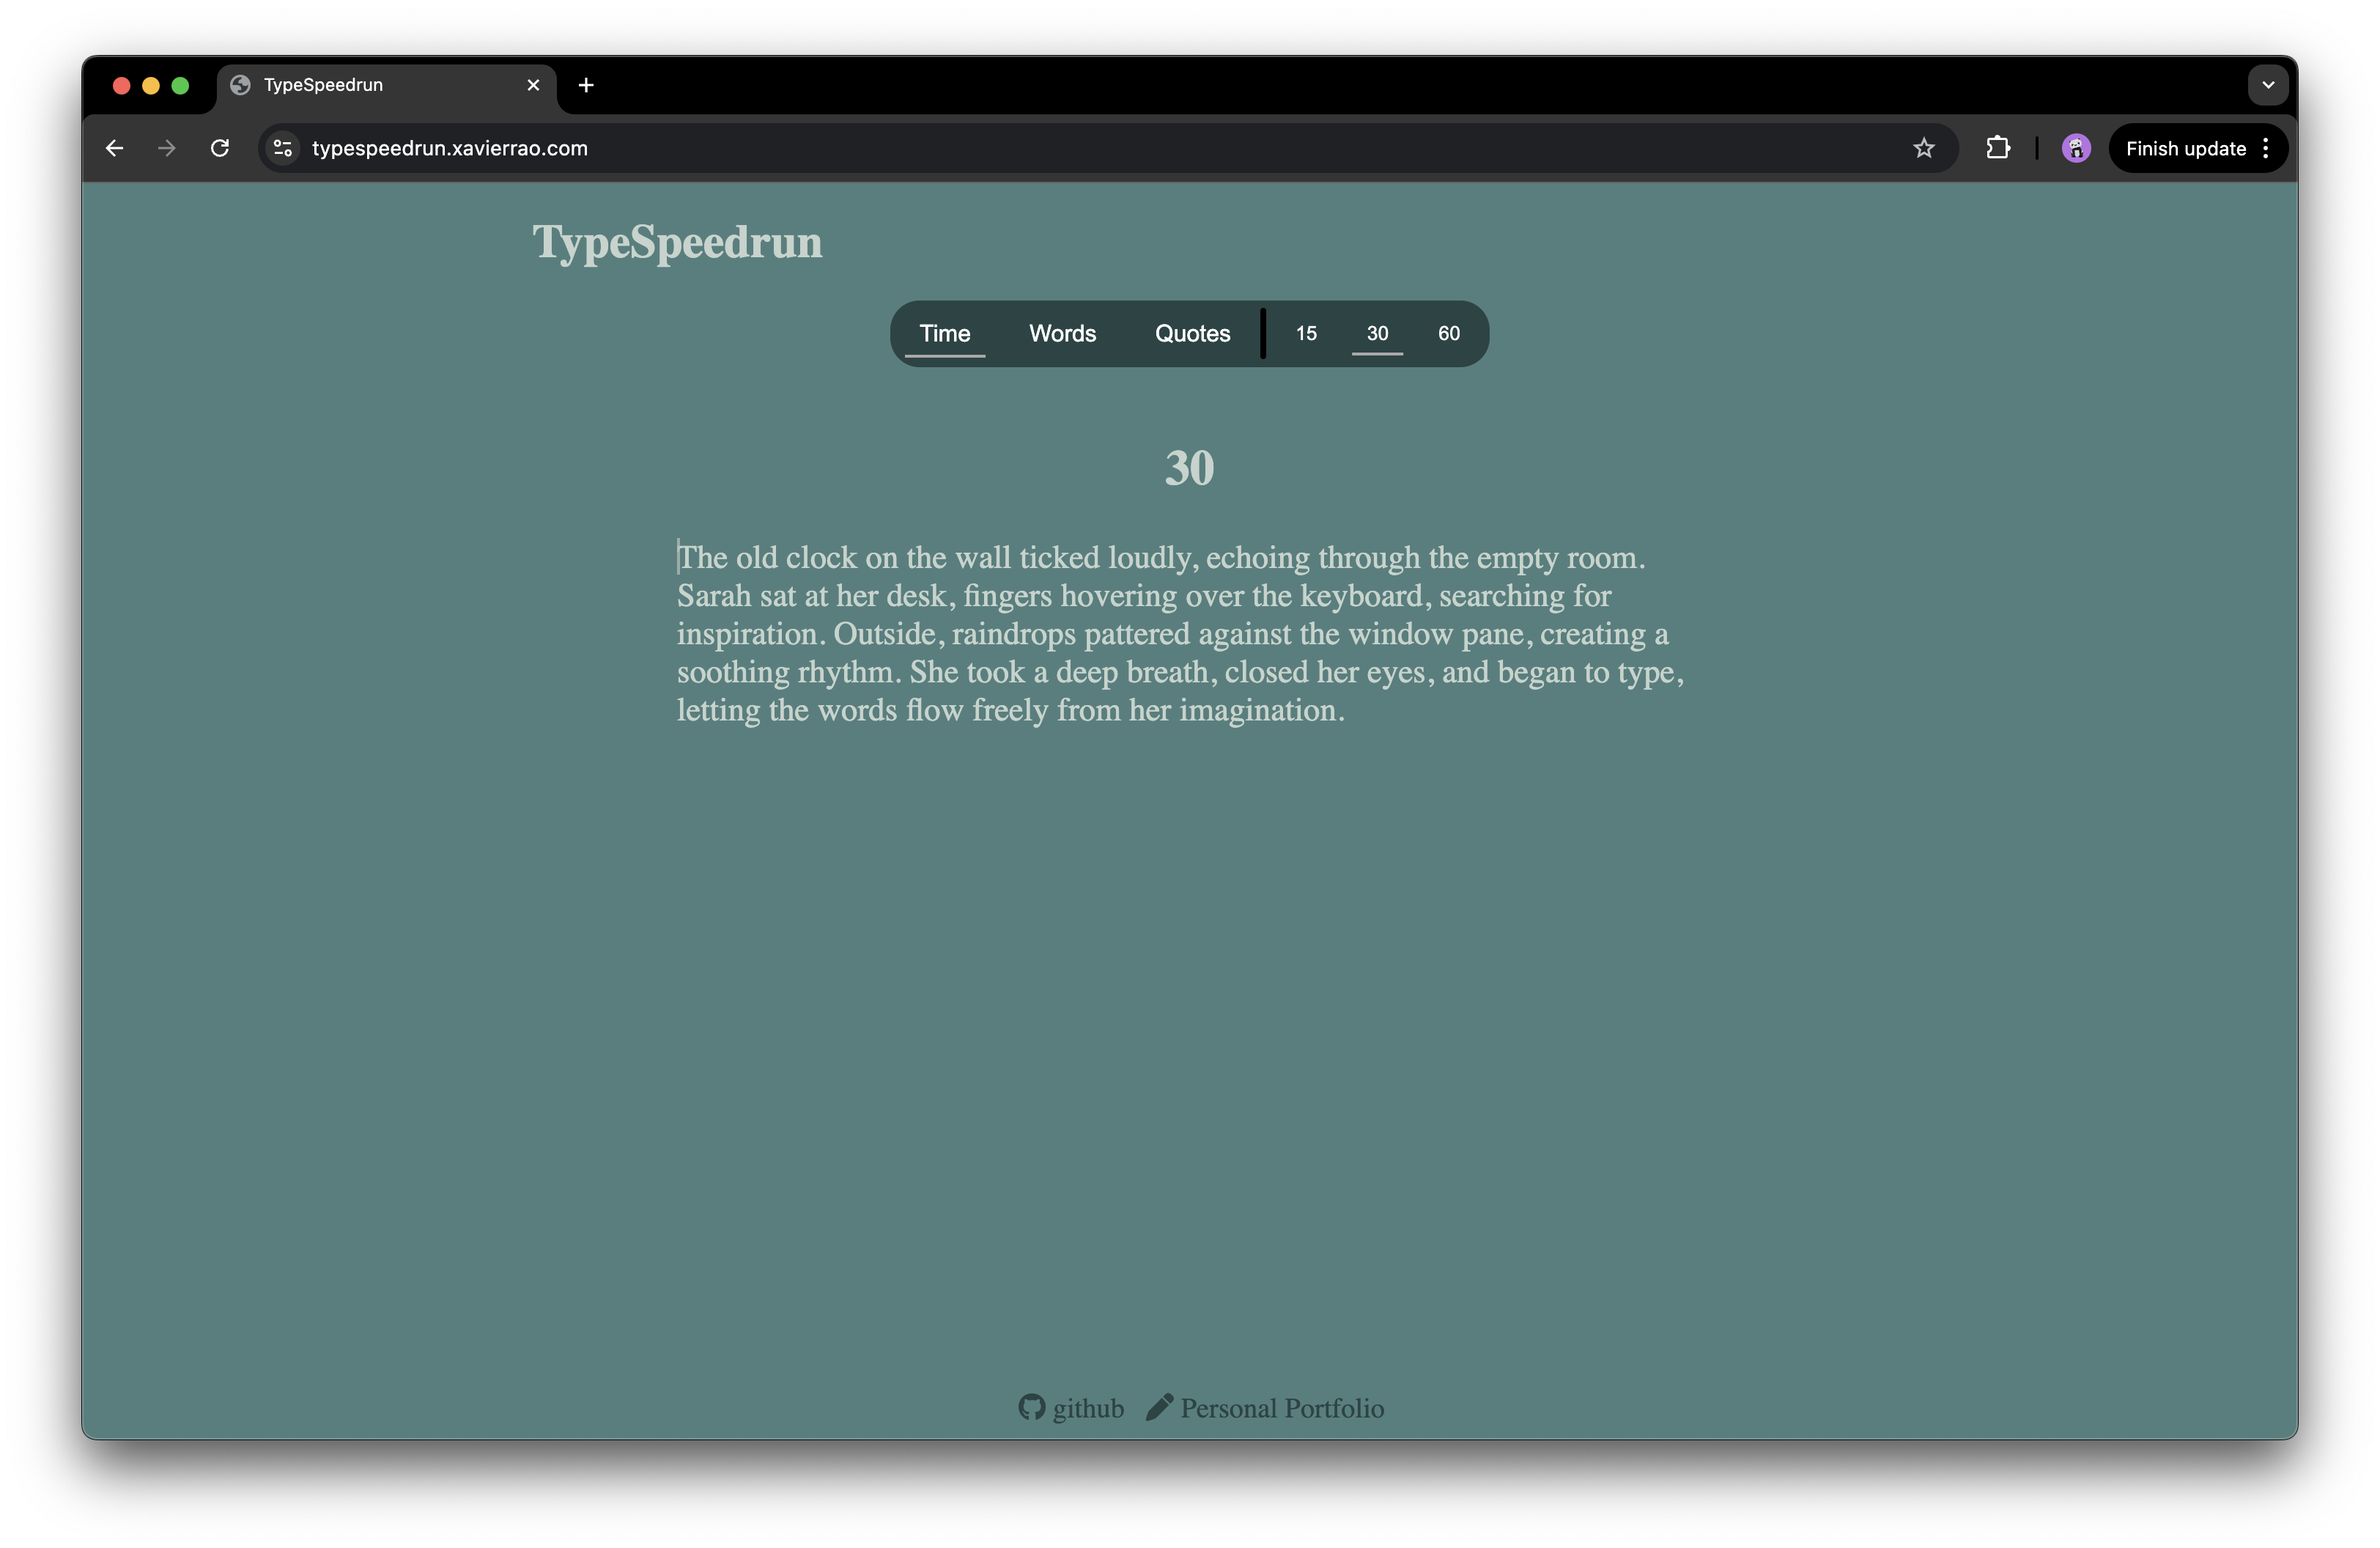 TypeSpeedrun
typespeedrun.xavierrao.com
Finish update
TypeSpeedrun
Time Words Quotes 15 30 60
30
The old clock on the wall ticked loudly, echoing through the empty room.
Sarah sat at her desk, fingers hovering over the keyboard, searching for
inspiration. Outside, raindrops pattered against the window pane, creating a
soothing rhythm. She took a deep breath, closed her eyes, and began to type,
letting the words flow freely from her imagination.
github Personal Portfolio